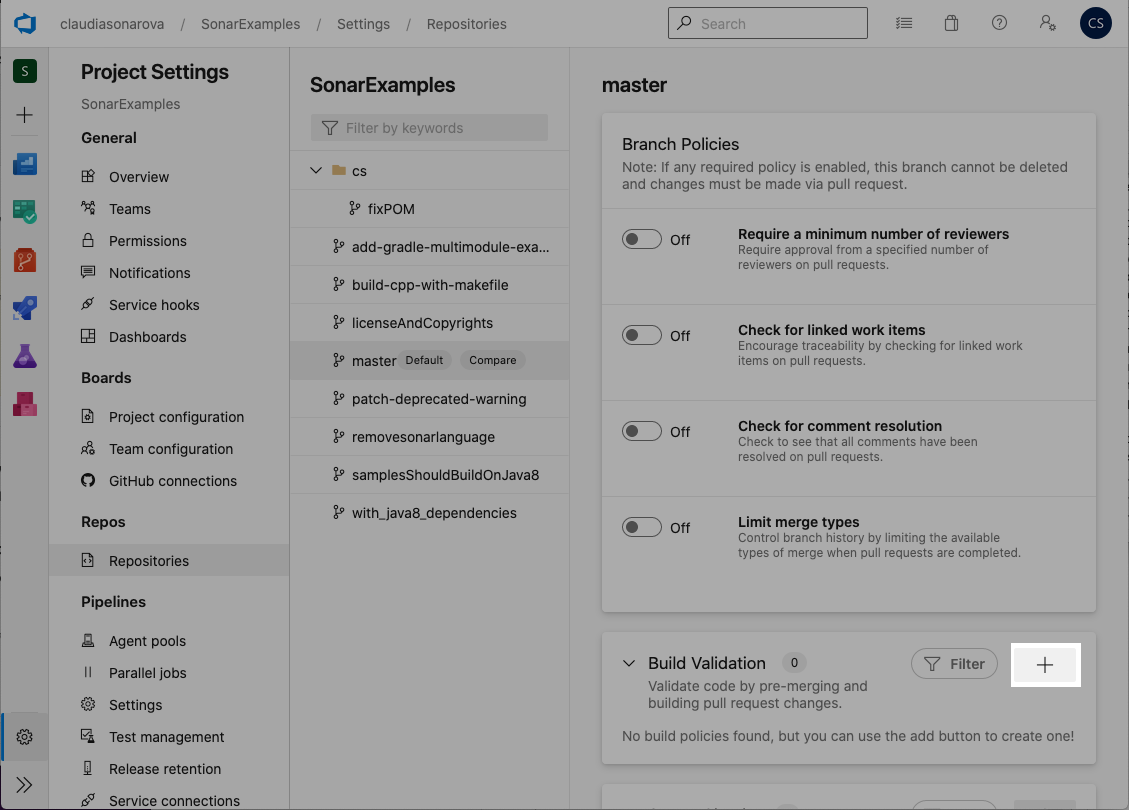 claudiasonarova / SonarExamples / Settings / Repositories
Search
CS
S
Project Settings
SonarExamples
General
Overview
Teams
Permissions
Notifications
Service hooks
Dashboards
Boards
Project configuration
Team configuration
GitHub connections
Repos
Repositories
Pipelines
Agent pools
Parallel jobs
Settings
Test management
Release retention
Service connections
SonarExamples
Filter by keywords
cs
fixPOM
add-gradle-multimodule-exa...
build-cpp-with-makefile
licenseAndCopyrights
master Default Compare
patch-deprecated-warning
removesonarlanguage
samplesShouldBuildOnJava8
with_java8_dependencies
master
Branch Policies
Note: If any required policy is enabled, this branch cannot be deleted
and changes must be made via pull request.
Off
Require a minimum number of reviewers
Require approval from a specified number of
reviewers on pull requests.
Off
Check for linked work items
Encourage traceability by checking for linked work
items on pull requests.
Off
Check for comment resolution
Check to see that all comments have been
resolved on pull requests.
Off
Limit merge types
Control branch history by limiting the available
types of merge when pull requests are completed.
Build Validation 0
Filter
Validate code by pre-merging and
building pull request changes.
No build policies found, but you can use the add button to create one!